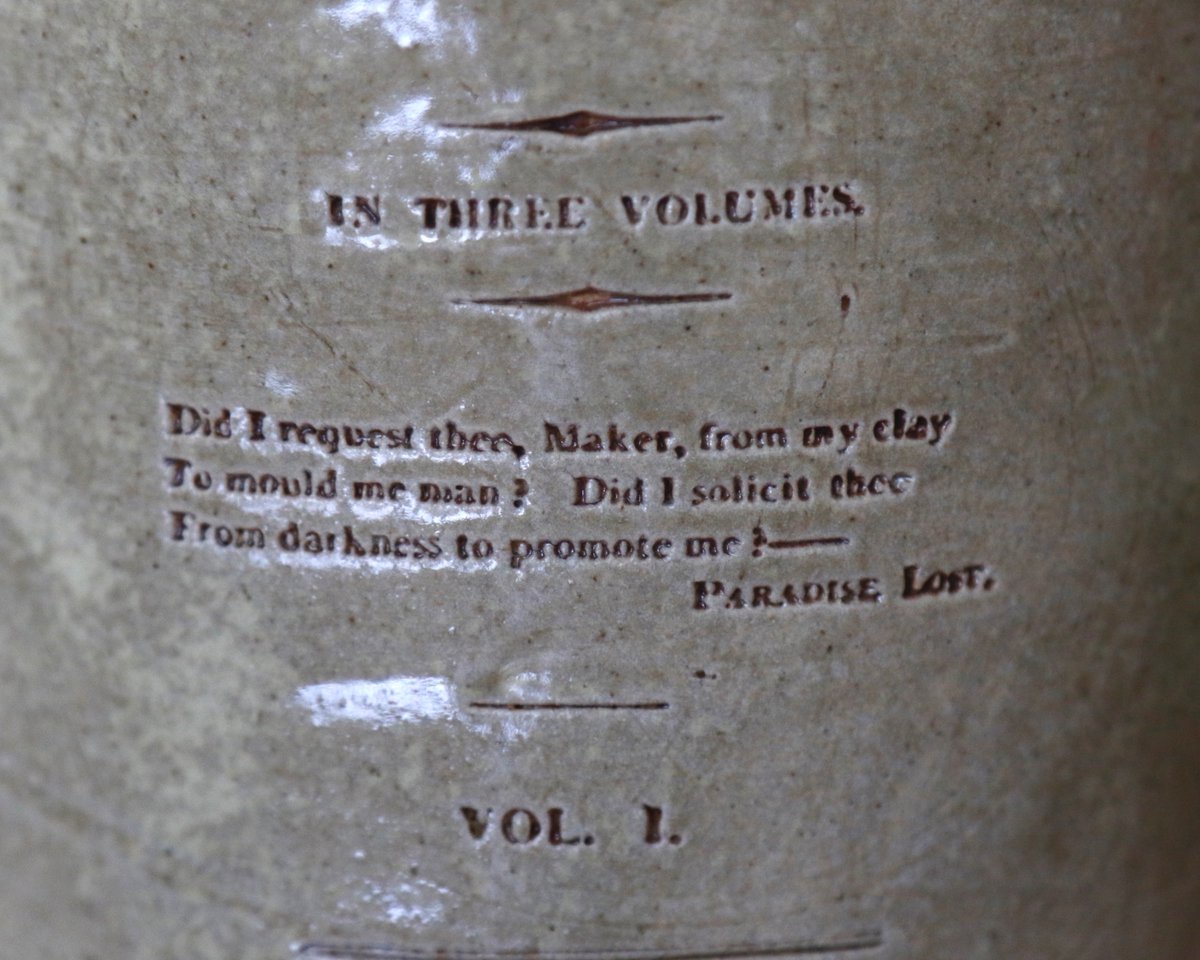 IN THREE VOLUMES.
Did I request thee, Maker, from my clay
To mould me man? Did I solicit thee
From darkness to promote me?——
PARADISE LOST.
VOL. I.